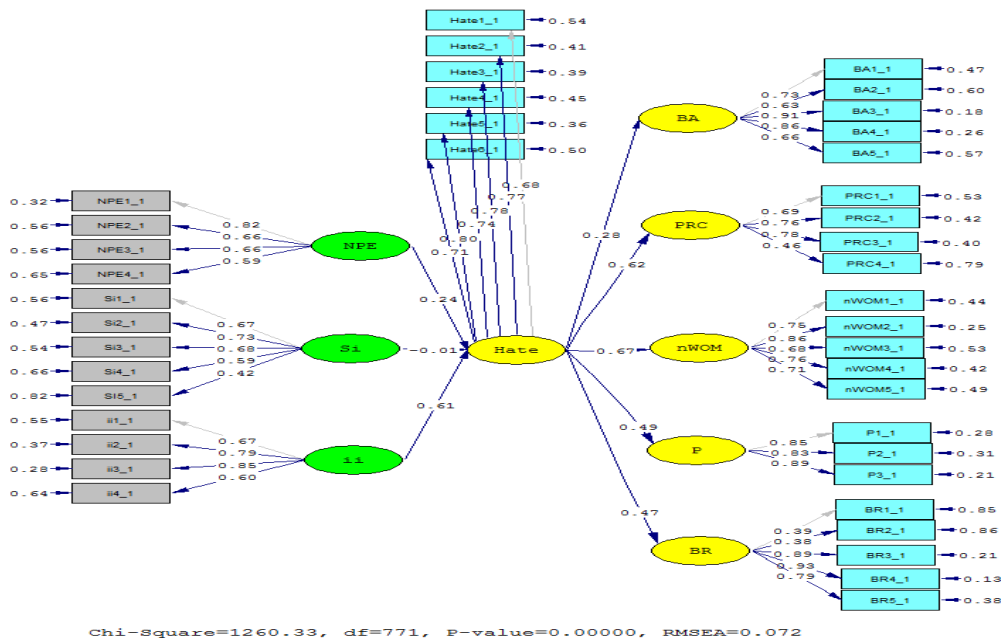 Hate1_1 0.54
Hate2_1 0.41
Hate3_1 0.39
Hate4_1 0.45
Hate5_1 0.36
Hate6_1 0.50
0.68
0.77
0.78
0.74
0.80
0.71
0.32 NPE1_1
0.56 NPE2_1
0.56 NPE3_1
0.65 NPE4_1
0.82
0.66
0.66
0.59
NPE
0.24
0.56 Si1_1
0.47 Si2_1
0.54 Si3_1
0.66 Si4_1
0.82 Si5_1
0.67
0.73
0.68
0.59
0.42
Si
-0.01
0.55 ii1_1
0.37 ii2_1
0.28 ii3_1
0.64 ii4_1
0.67
0.79
0.85
0.60
ii
0.61
Hate
0.28
0.62
0.67
0.49
0.47
BA
0.73
0.63
0.91
0.86
0.66
BA1_1 0.47
BA2_1 0.60
BA3_1 0.18
BA4_1 0.26
BA5_1 0.57
PRC
0.69
0.76
0.78
0.46
PRC1_1 0.53
PRC2_1 0.42
PRC3_1 0.40
PRC4_1 0.79
nWOM
0.75
0.86
0.68
0.76
0.71
nWOM1_1 0.44
nWOM2_1 0.25
nWOM3_1 0.53
nWOM4_1 0.42
nWOM5_1 0.49
P
0.85
0.83
0.89
P1_1 0.28
P2_1 0.31
P3_1 0.21
BR
0.39
0.38
0.89
0.93
0.79
BR1_1 0.85
BR2_1 0.86
BR3_1 0.21
BR4_1 0.13
BR5_1 0.38
Chi-Square=1260.33, df=771, P-value=0.00000, RMSEA=0.072